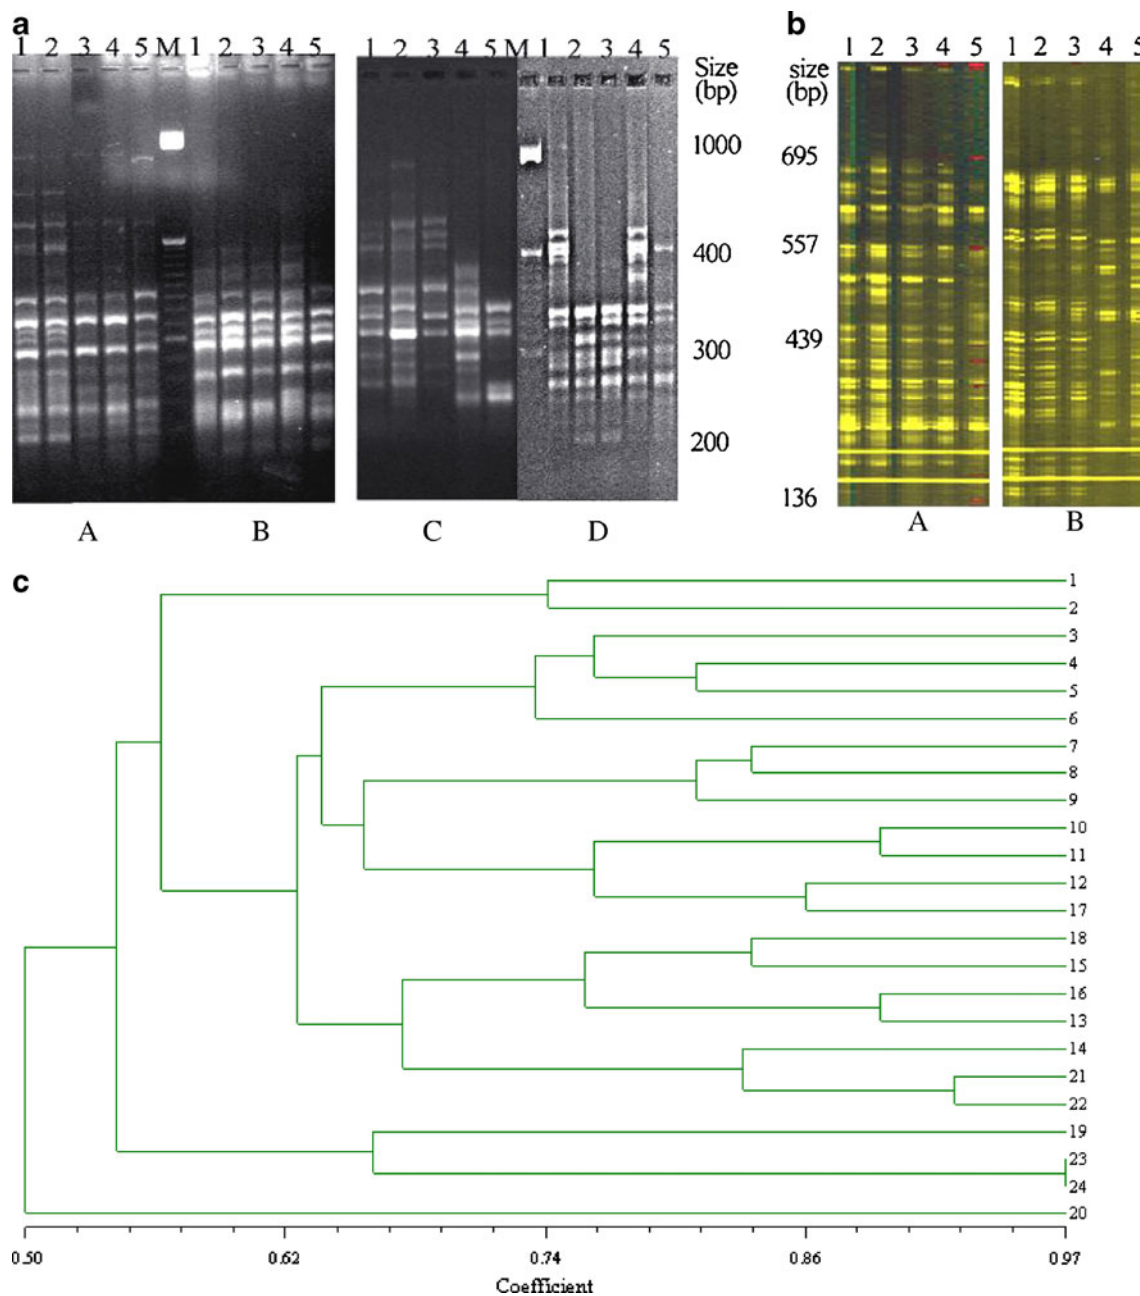 a
1 2 3 4 5 M 1 2 3 4 5
1 2 3 4 5 M 1 2 3 4 5
Size
(bp)
1000
400
300
200
A B C D
b
1 2 3 4 5
1 2 3 4 5
size
(bp)
695
557
439
136
A B
c
1
2
3
4
5
6
7
8
9
10
11
12
17
18
15
16
13
14
21
22
19
23
24
20
0.50 0.62 0.74 0.86 0.97
Coefficient